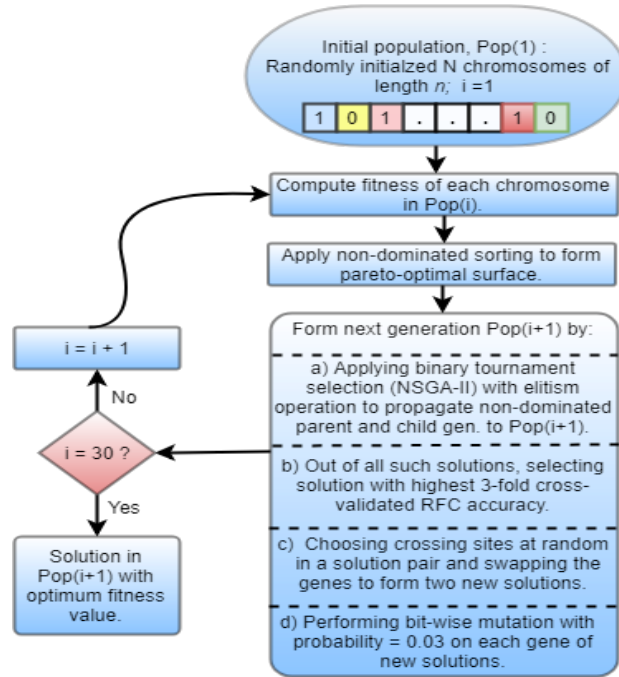 Initial population, Pop(1) :
Randomly initialzed N chromosomes of
length n; i =1
1 0 1 . . . 1 0
Compute fitness of each chromosome
in Pop(i).
Apply non-dominated sorting to form
pareto-optimal surface.
Form next generation Pop(i+1) by:
a) Applying binary tournament
selection (NSGA-II) with elitism
operation to propagate non-dominated
parent and child gen. to Pop(i+1).
b) Out of all such solutions, selecting
solution with highest 3-fold cross-
validated RFC accuracy.
c) Choosing crossing sites at random
in a solution pair and swapping the
genes to form two new solutions.
d) Performing bit-wise mutation with
probability = 0.03 on each gene of
new solutions.
i = i + 1
No
i = 30 ?
Yes
Solution in
Pop(i+1) with
optimum fitness
value.